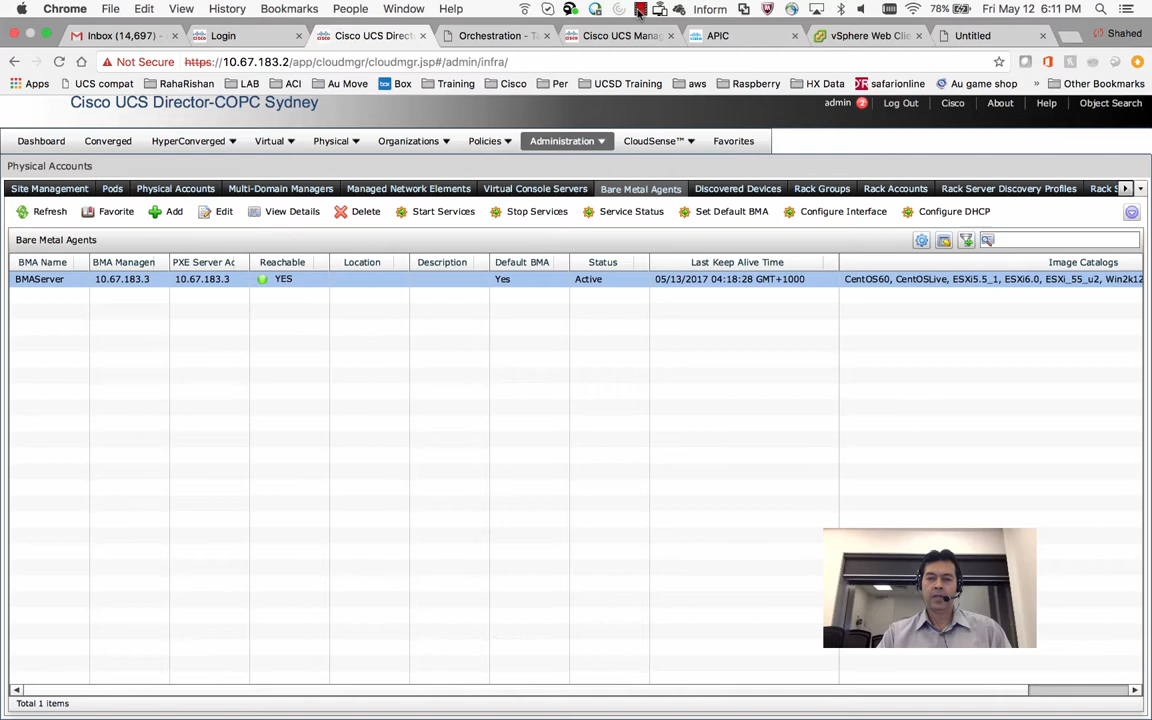 Chrome File Edit View History Bookmarks People Window Help Inform 78% Fri May 12 6:11 PM
Inbox (14,697) - Login Cisco UCS Direct Orchestration - Te Cisco UCS Manag APIC vSphere Web Clie Untitled Shahed
Not Secure https://10.67.183.2/app/cloudmgr/cloudmgr.jsp#/admin/infra/
Apps UCS compat RahaRishan LAB ACI Au Move Box Training Cisco Per UCSD Training aws Raspberry HX Data safarionline Au game shop Other Bookmarks
Cisco UCS Director-COPC Sydney admin 2 Log Out Cisco About Help Object Search
Dashboard Converged HyperConverged Virtual Physical Organizations Policies Administration CloudSense™ Favorites
Physical Accounts
Site Management Pods Physical Accounts Multi-Domain Managers Managed Network Elements Virtual Console Servers Bare Metal Agents Discovered Devices Rack Groups Rack Accounts Rack Server Discovery Profiles Rack S
Refresh Favorite Add Edit View Details Delete Start Services Stop Services Service Status Set Default BMA Configure Interface Configure DHCP
Bare Metal Agents
BMA Name BMA Managen PXE Server Ac Reachable Location Description Default BMA Status Last Keep Alive Time Image Catalogs
BMAServer 10.67.183.3 10.67.183.3 YES Yes Active 05/13/2017 04:18:28 GMT+1000 CentOS60, CentOSLive, ESXi5.5_1, ESXi6.0, ESXi_55_u2, Win2k12
Total 1 items